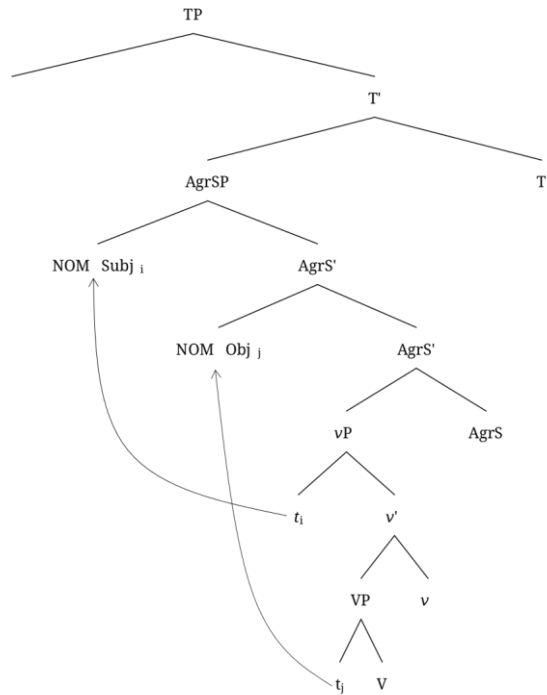 TP
T'
AgrSP T
NOM Subj i AgrS'
NOM Obj j AgrS'
vP AgrS
ti v'
VP v
tj V